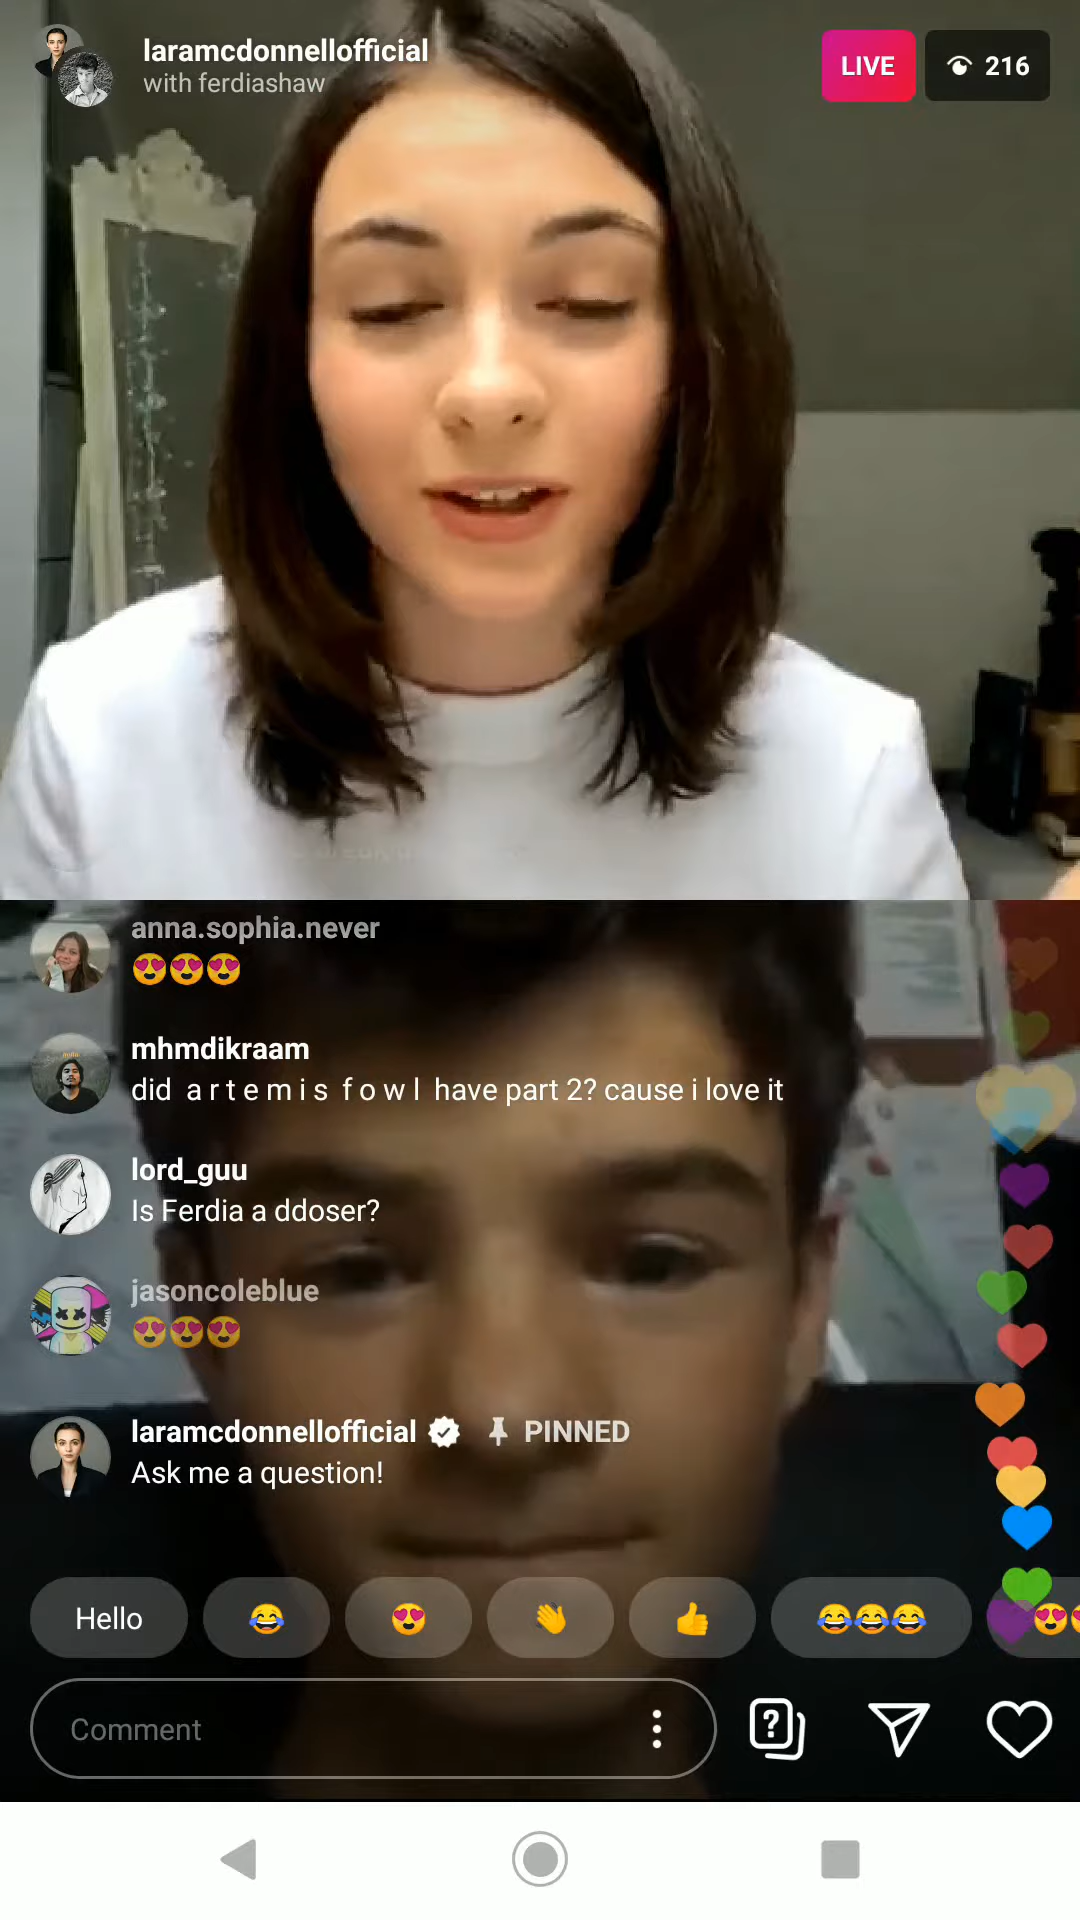 laramcdonnellofficial
with ferdiashaw
LIVE
216
anna.sophia.never
😍😍😍
mhmdikraam
did a r t e m i s f o w l have part 2? cause i love it
lord_guu
Is Ferdia a ddoser?
jasoncoleblue
😍😍😍
laramcdonnellofficial PINNED
Ask me a question!
Hello 😂 😍 👋 👍 😂😂😂 😍
Comment